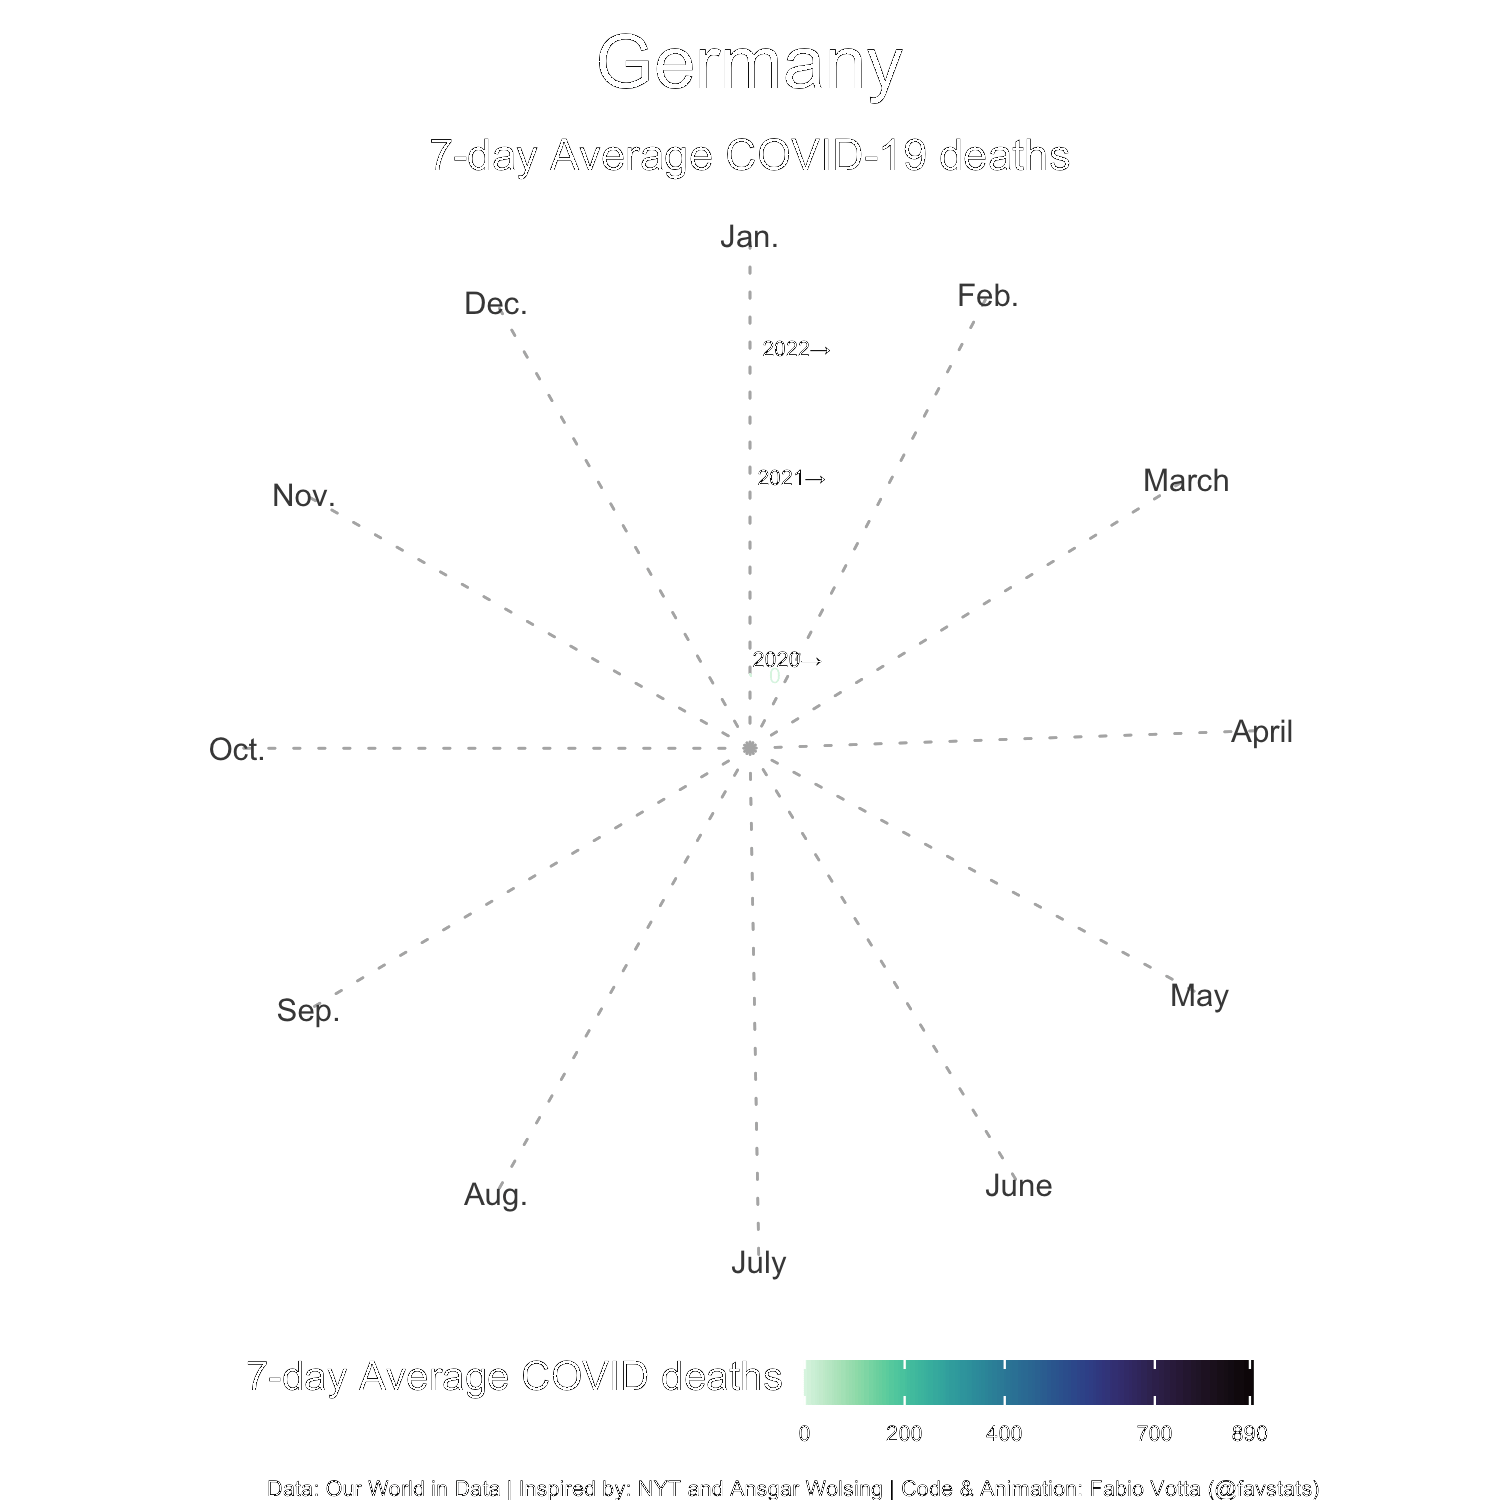 Germany
7-day Average COVID-19 deaths
Jan.
Dec.
Feb.
2022→
Nov.
March
2021→
2020→
0
Oct.
April
Sep.
May
Aug.
June
July
7-day Average COVID deaths
0 200 400 700 890
Data: Our World in Data | Inspired by: NYT and Ansgar Wolsing | Code & Animation: Fabio Votta (@favstats)